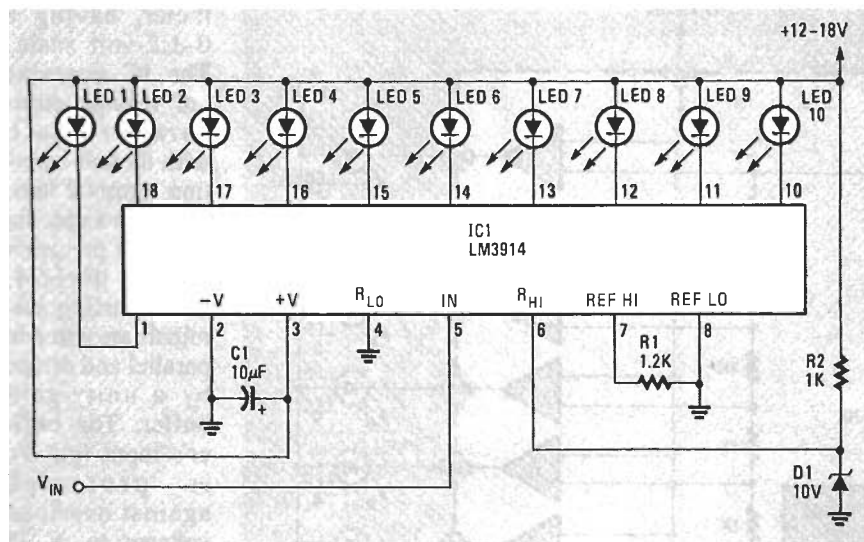 +12-18V
LED 1 LED 2 LED 3 LED 4 LED 5 LED 6 LED 7 LED 8 LED 9 LED 10
18 17 16 15 14 13 12 11 10
IC1
LM3914
-V +V RLO IN RHI REF HI REF LO
1 2 3 4 5 6 7 8
C1
10µF
+
R1
1.2K
R2
1K
VIN
D1
10V